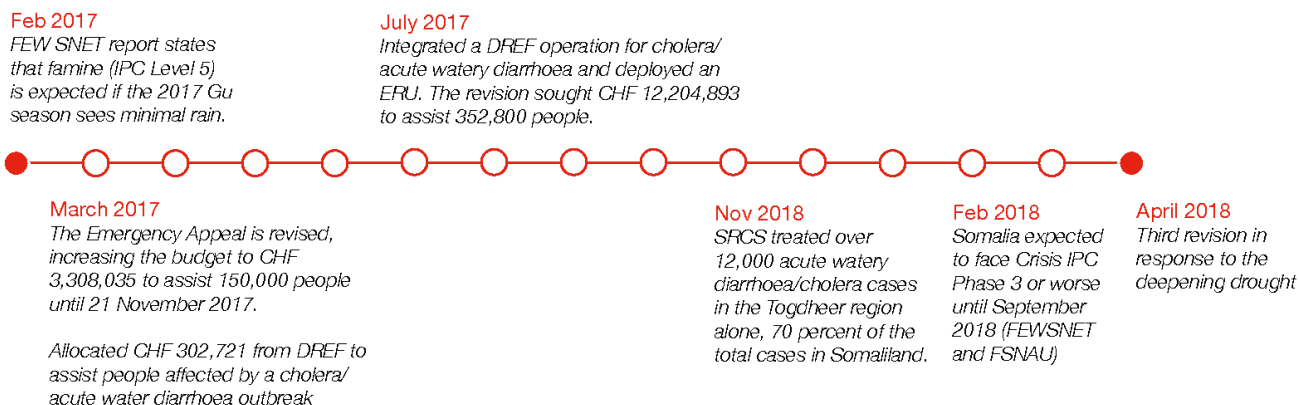 Feb 2017
FEW SNET report states
that famine (IPC Level 5)
is expected if the 2017 Gu
season sees minimal rain.
July 2017
Integrated a DREF operation for cholera/
acute watery diarrhoea and deployed an
ERU. The revision sought CHF 12,204,893
to assist 352,800 people.
March 2017
The Emergency Appeal is revised,
increasing the budget to CHF
3,308,035 to assist 150,000 people
until 21 November 2017.
Allocated CHF 302,721 from DREF to
assist people affected by a cholera/
acute water diarrhoea outbreak
Nov 2018
SRCS treated over
12,000 acute watery
diarrhoea/cholera cases
in the Togdheer region
alone, 70 percent of the
total cases in Somaliland.
Feb 2018
Somalia expected
to face Crisis IPC
Phase 3 or worse
until September
2018 (FEWSNET
and FSNAU)
April 2018
Third revision in
response to the
deepening drought